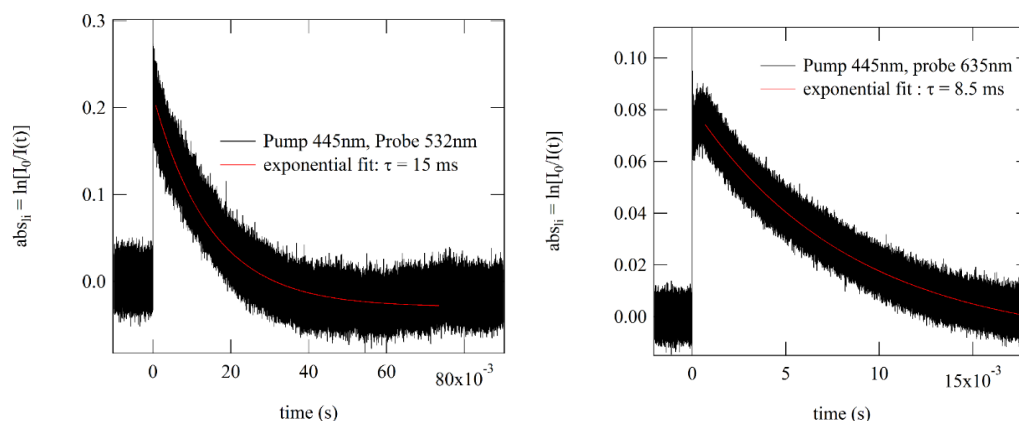 abs_li = ln[I_0/I(t)]
0.3
0.2
0.1
0.0
Pump 445nm, Probe 532nm
exponential fit: τ = 15 ms
0
20
40
60
80x10^-3
time (s)
abs_li = ln[I_0/I(t)]
0.10
0.08
0.06
0.04
0.02
0.00
Pump 445nm, probe 635nm
exponential fit : τ = 8.5 ms
0
5
10
15x10^-3
time (s)